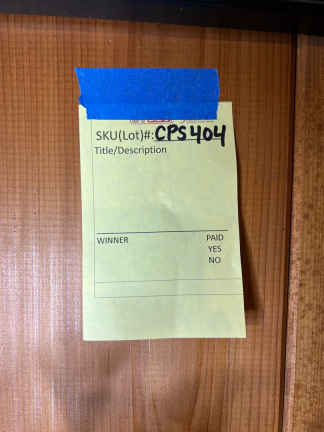 SKU(Lot)#: CPS404
Title/Description
WINNER PAID
YES
NO